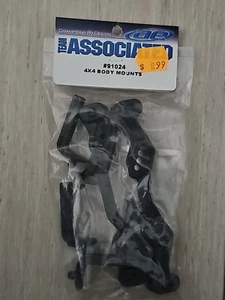 TEAM
ASSOCIATED
#91024
4X4 BODY MOUNTS
$ 8.99